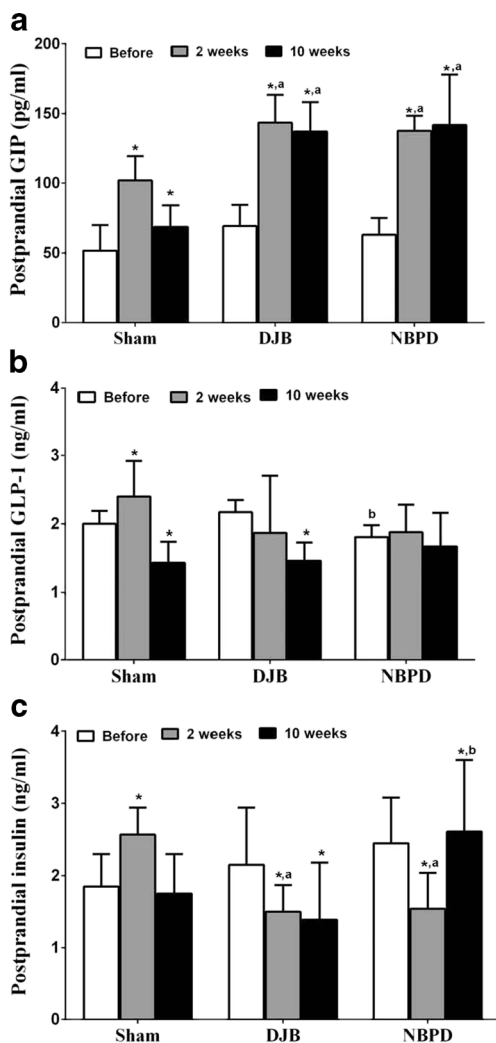 a
Postprandial GIP (pg/ml)
200
150
100
50
0
Before 2 weeks 10 weeks
* * *,a *,a *,a *,a
Sham DJB NBPD
b
Postprandial GLP-1 (ng/ml)
4
3
2
1
0
Before 2 weeks 10 weeks
* * * b
Sham DJB NBPD
c
Postprandial insulin (ng/ml)
4
3
2
1
0
Before 2 weeks 10 weeks
* *,a * *,a *,b
Sham DJB NBPD